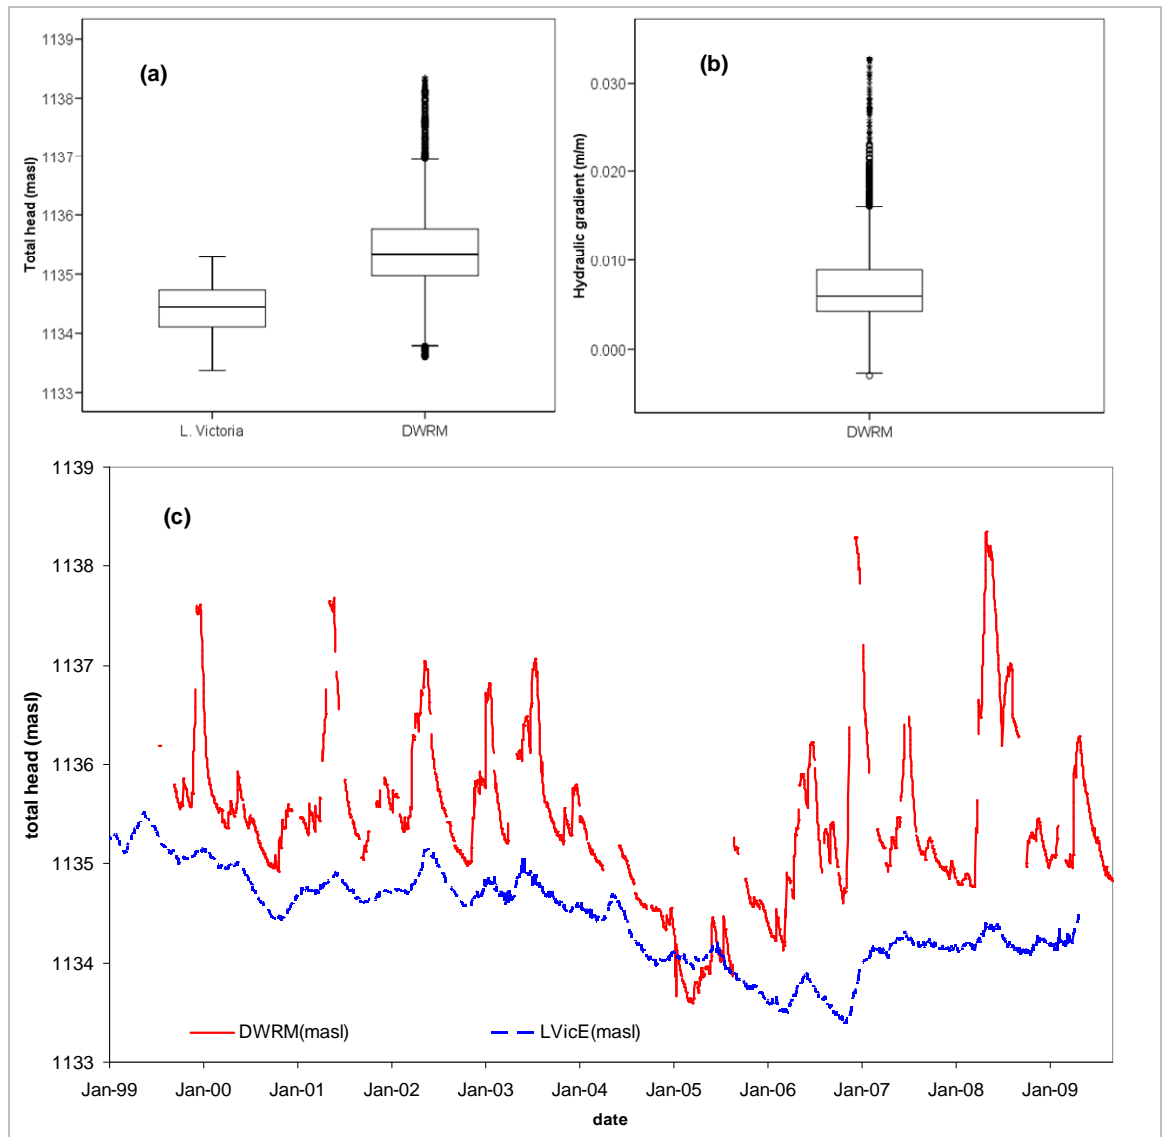 (a)
Total head (masl)
1139
1138
1137
1136
1135
1134
1133
L. Victoria DWRM
(b)
Hydraulic gradient (m/m)
0.030
0.020
0.010
0.000
DWRM
(c)
total head (masl)
1139
1138
1137
1136
1135
1134
1133
DWRM(masl) LVicE(masl)
Jan-99 Jan-00 Jan-01 Jan-02 Jan-03 Jan-04 Jan-05 Jan-06 Jan-07 Jan-08 Jan-09
date